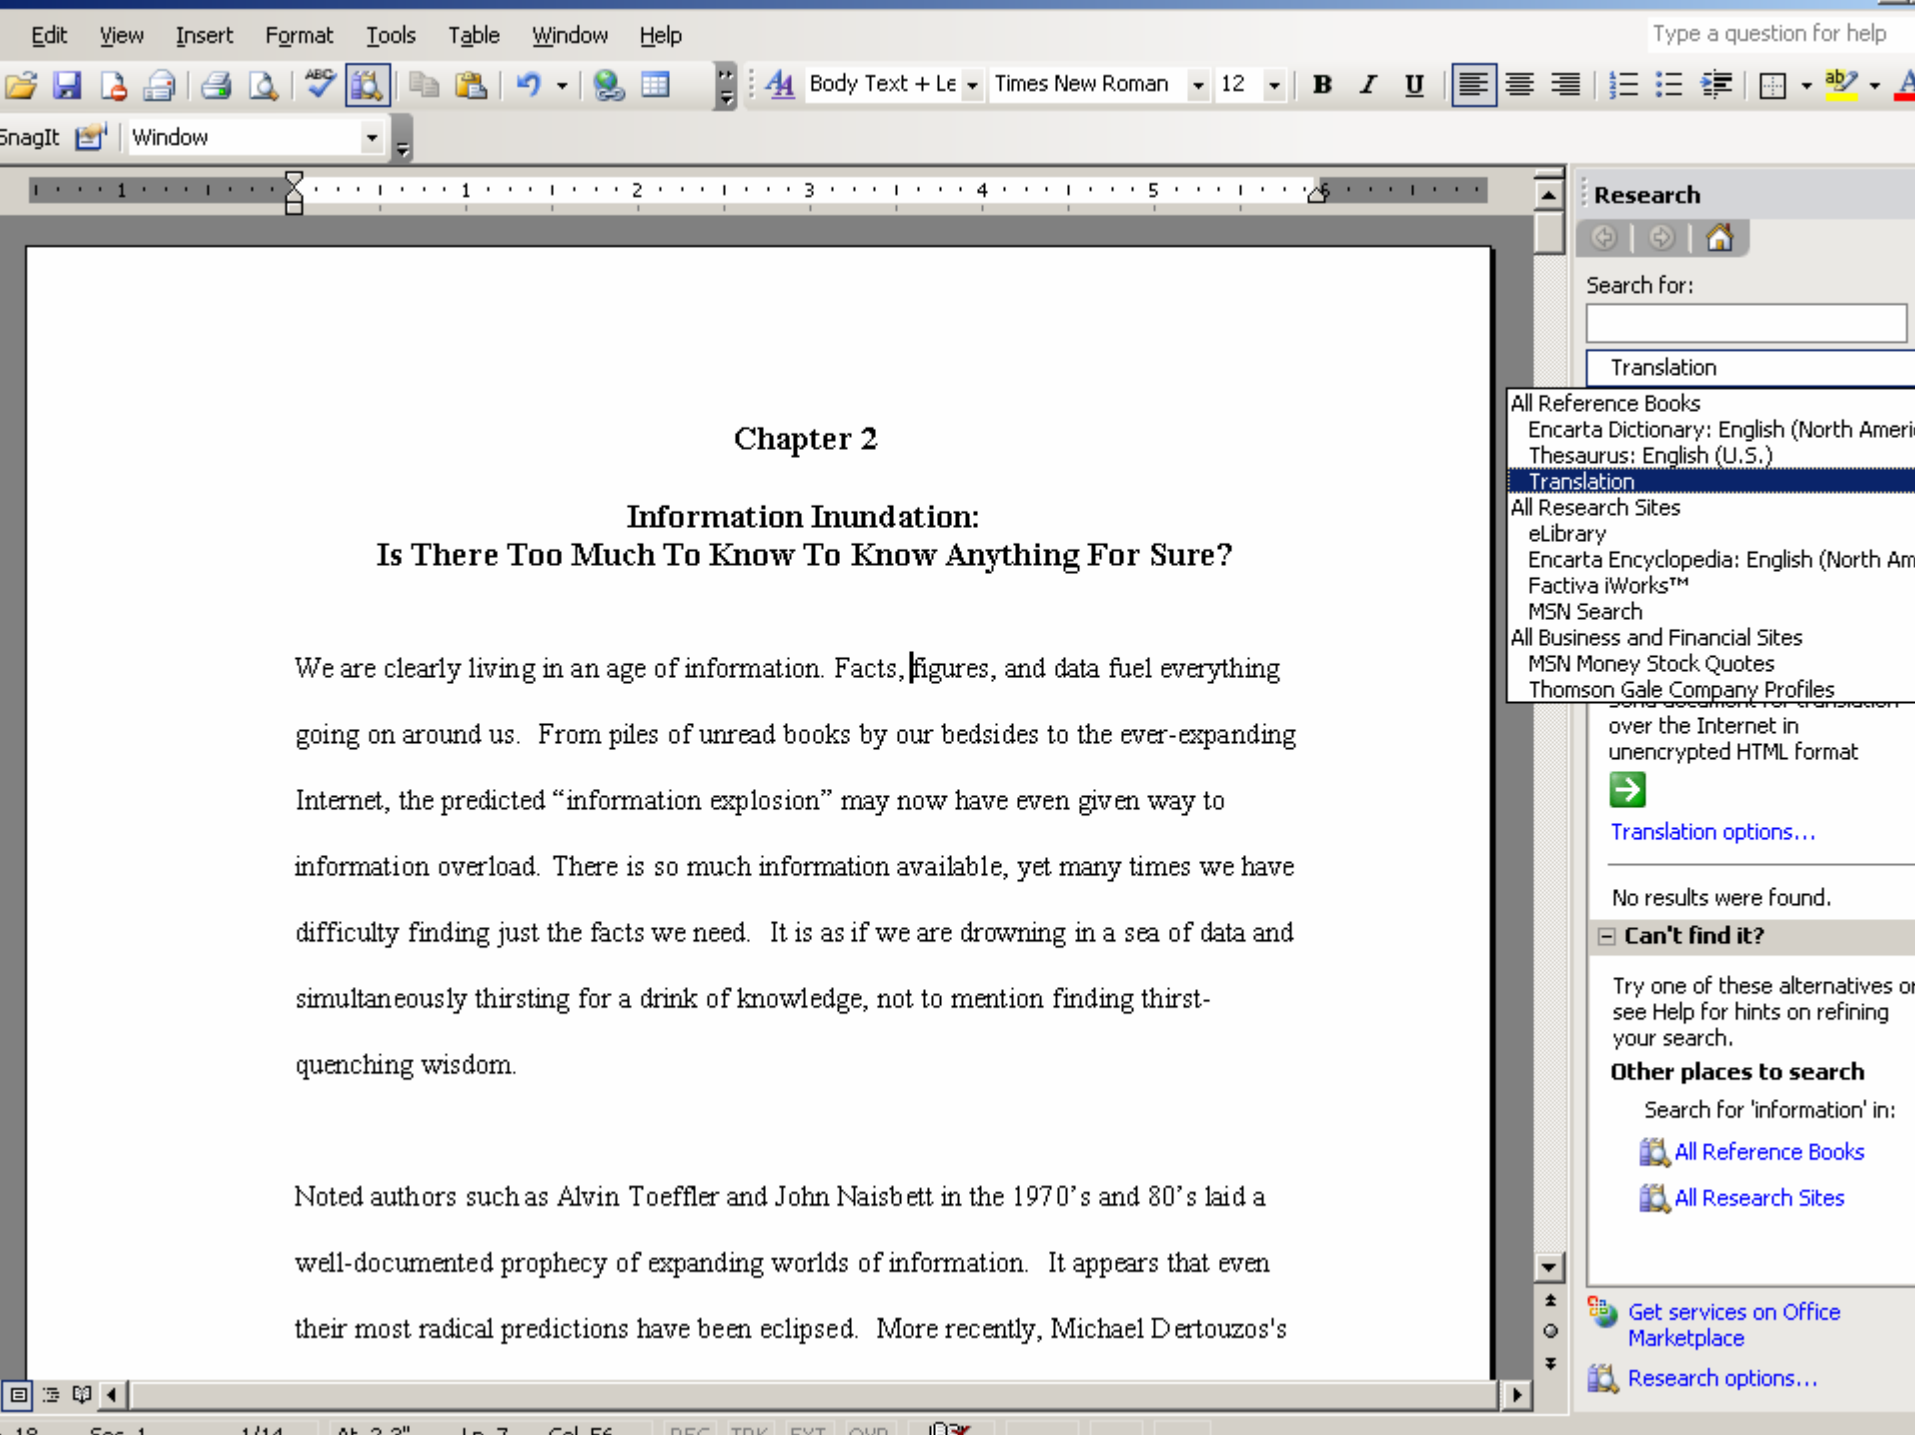 Edit View Insert Format Tools Table Window Help Type a question for help
Body Text + Le Times New Roman 12 B I U
SnagIt Window
1 1 2 3 4 5 6
Research
Search for:
Translation
All Reference Books
Encarta Dictionary: English (North Ameri
Thesaurus: English (U.S.)
Translation
All Research Sites
eLibrary
Encarta Encyclopedia: English (North Am
Factiva iWorks™
MSN Search
All Business and Financial Sites
MSN Money Stock Quotes
Thomson Gale Company Profiles
over the Internet in
unencrypted HTML format
Translation options...
No results were found.
Can't find it?
Try one of these alternatives or
see Help for hints on refining
your search.
Other places to search
Search for 'information' in:
All Reference Books
All Research Sites
Get services on Office
Marketplace
Research options...
Chapter 2
Information Inundation:
Is There Too Much To Know To Know Anything For Sure?
We are clearly living in an age of information. Facts, figures, and data fuel everything
going on around us.  From piles of unread books by our bedsides to the ever-expanding
Internet, the predicted “information explosion” may now have even given way to
information overload. There is so much information available, yet many times we have
difficulty finding just the facts we need.  It is as if we are drowning in a sea of data and
simultaneously thirsting for a drink of knowledge, not to mention finding thirst-
quenching wisdom.
Noted authors such as Alvin Toeffler and John Naisbett in the 1970’s and 80’s laid a
well-documented prophecy of expanding worlds of information.  It appears that even
their most radical predictions have been eclipsed.  More recently, Michael Dertouzos's